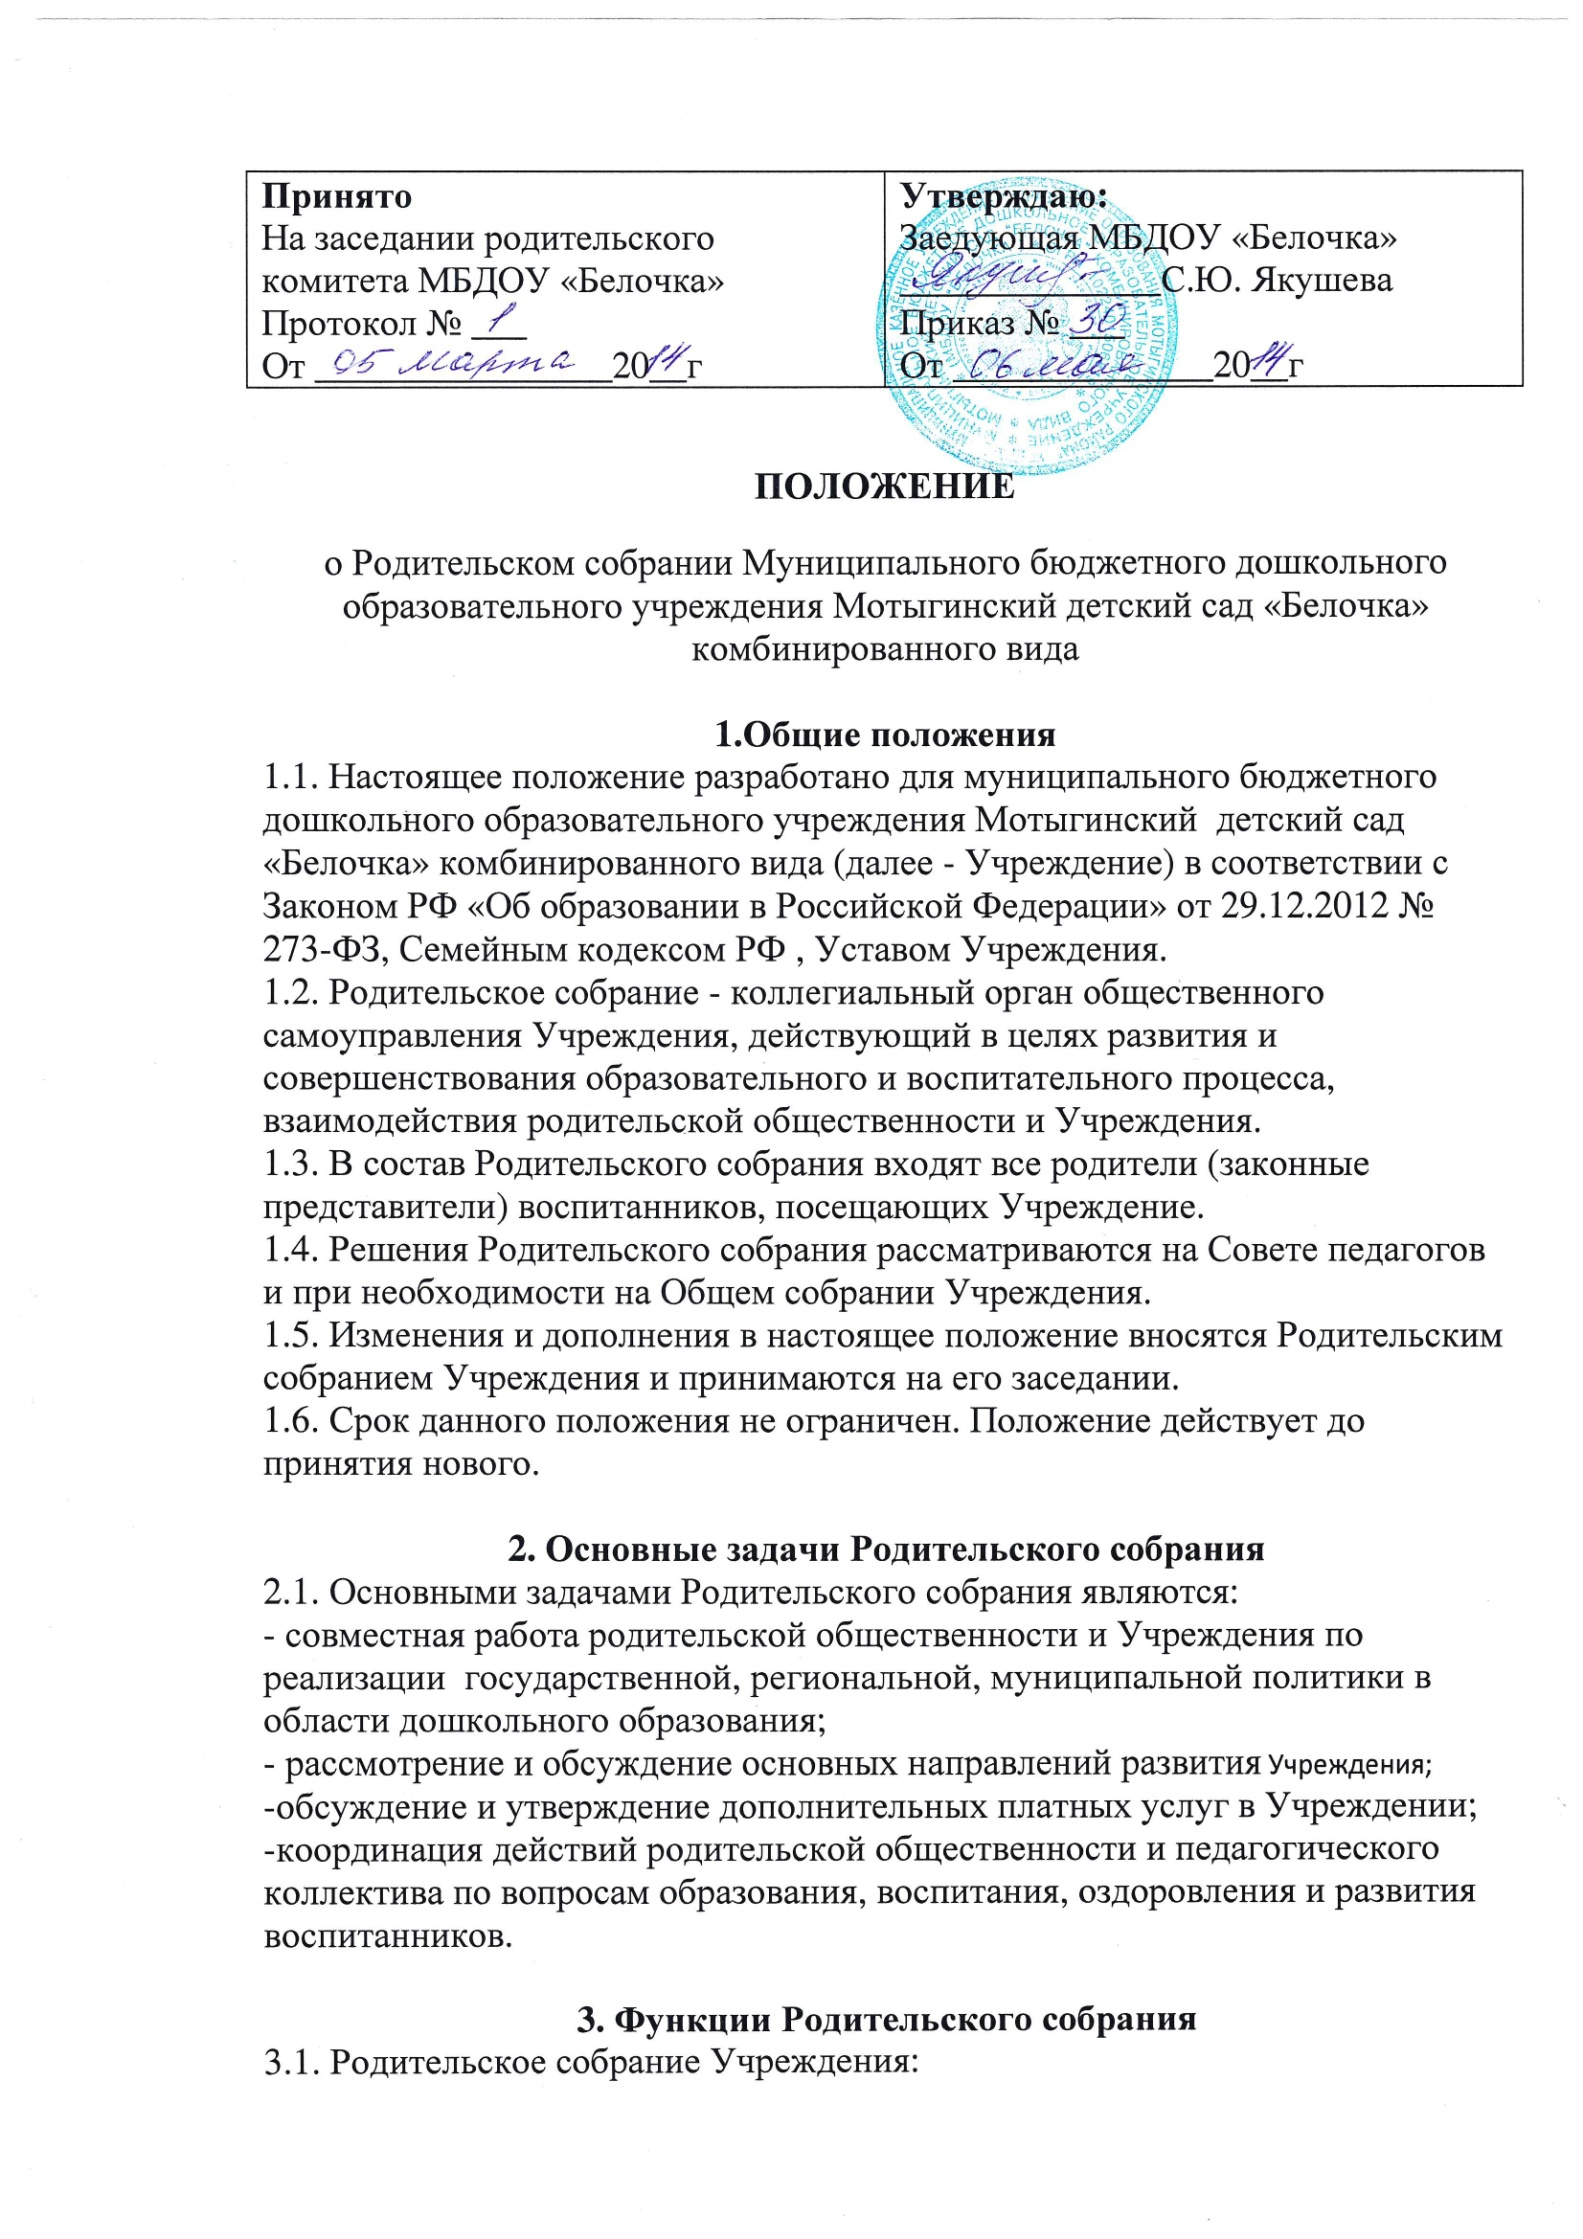 Принято
На заседании родительского
комитета МБДОУ «Белочка»
Протокол № 1
От 05 марта 2014г
Утверждаю:
Заедующая МБДОУ «Белочка»
С.Ю. Якушева
Приказ № 30
От 06 мая 2014г
ПОЛОЖЕНИЕ
о Родительском собрании Муниципального бюджетного дошкольного
образовательного учреждения Мотыгинский детский сад «Белочка»
комбинированного вида
1.Общие положения
1.1. Настоящее положение разработано для муниципального бюджетного
дошкольного образовательного учреждения Мотыгинский детский сад
«Белочка» комбинированного вида (далее - Учреждение) в соответствии с
Законом РФ «Об образовании в Российской Федерации» от 29.12.2012 №
273-ФЗ, Семейным кодексом РФ , Уставом Учреждения.
1.2. Родительское собрание - коллегиальный орган общественного
самоуправления Учреждения, действующий в целях развития и
совершенствования образовательного и воспитательного процесса,
взаимодействия родительской общественности и Учреждения.
1.3. В состав Родительского собрания входят все родители (законные
представители) воспитанников, посещающих Учреждение.
1.4. Решения Родительского собрания рассматриваются на Совете педагогов
и при необходимости на Общем собрании Учреждения.
1.5. Изменения и дополнения в настоящее положение вносятся Родительским
собранием Учреждения и принимаются на его заседании.
1.6. Срок данного положения не ограничен. Положение действует до
принятия нового.
2. Основные задачи Родительского собрания
2.1. Основными задачами Родительского собрания являются:
- совместная работа родительской общественности и Учреждения по
реализации государственной, региональной, муниципальной политики в
области дошкольного образования;
- рассмотрение и обсуждение основных направлений развития Учреждения;
-обсуждение и утверждение дополнительных платных услуг в Учреждении;
-координация действий родительской общественности и педагогического
коллектива по вопросам образования, воспитания, оздоровления и развития
воспитанников.
3. Функции Родительского собрания
3.1. Родительское собрание Учреждения: